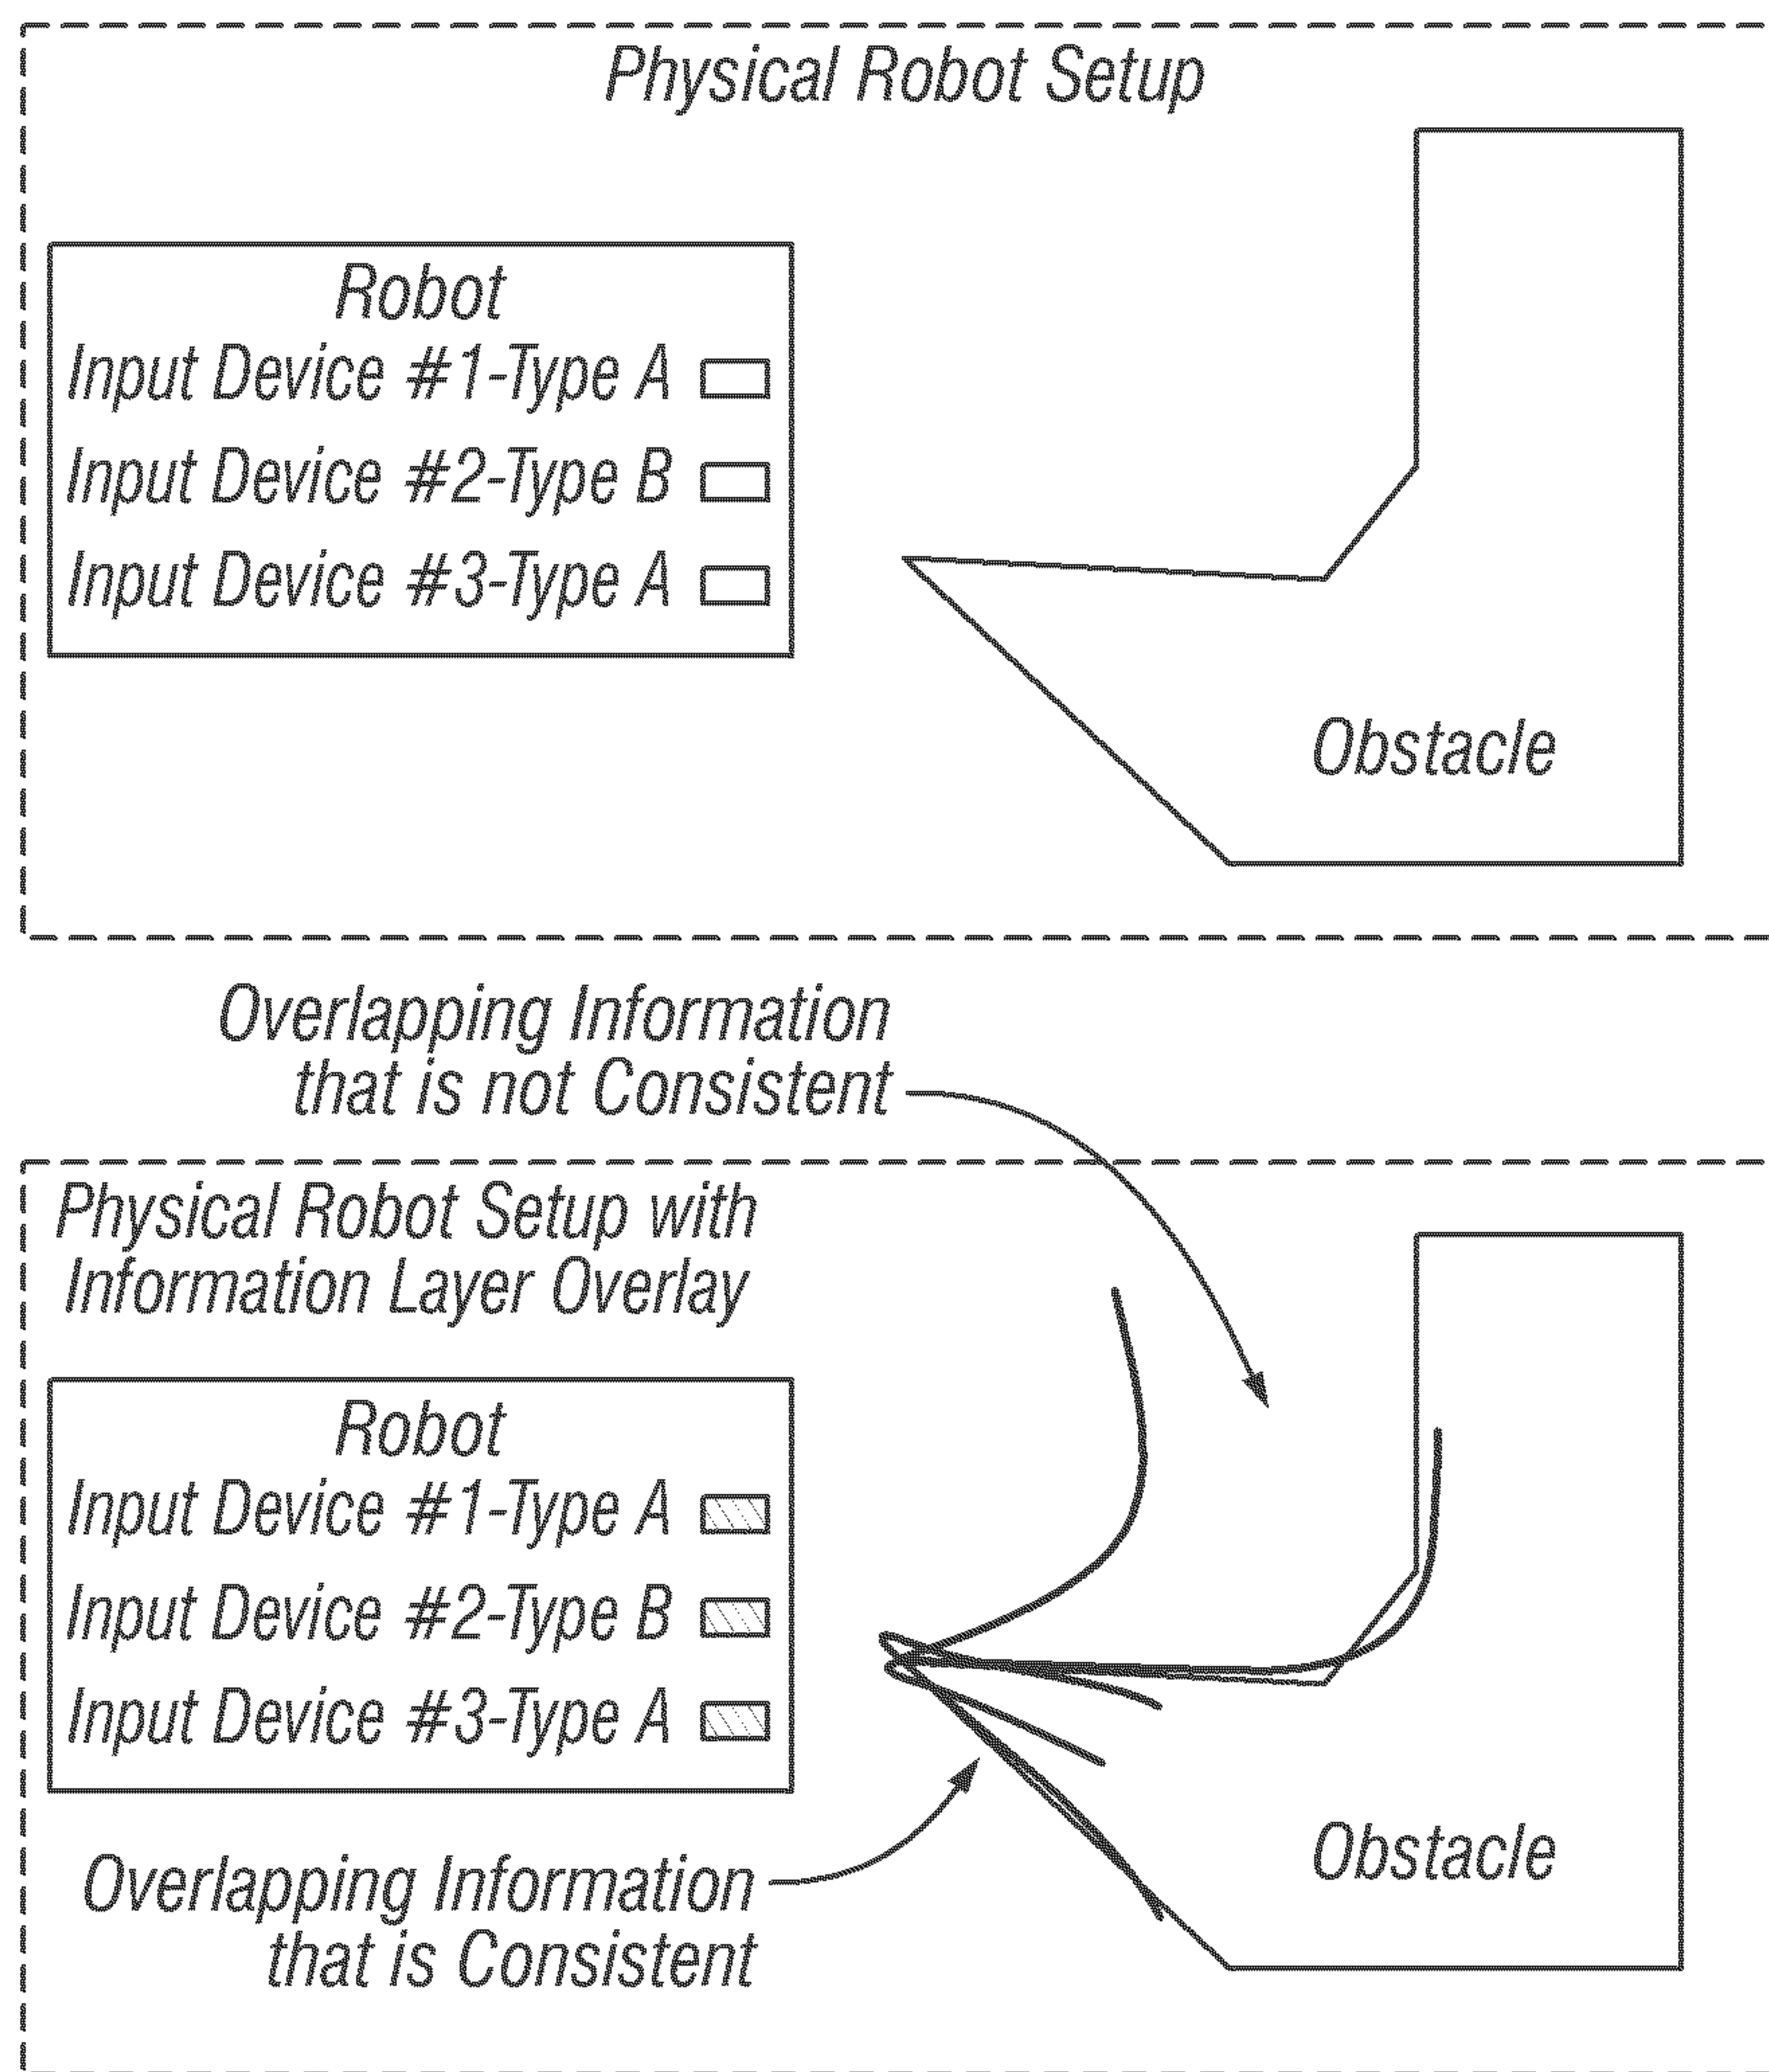 Physical Robot Setup
Robot
Input Device #1-Type A
Input Device #2-Type B
Input Device #3-Type A
Obstacle
Overlapping Information
that is not Consistent
Physical Robot Setup with
Information Layer Overlay
Robot
Input Device #1-Type A
Input Device #2-Type B
Input Device #3-Type A
Obstacle
Overlapping Information
that is Consistent